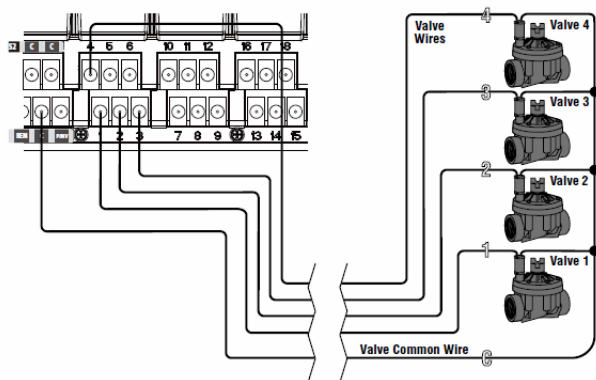 4
Valve 4
Valve
Wires
4 5 6 10 11 12 16 17 18
C C
3
Valve 3
2 3 7 8 9 13 14 15
2
Valve 2
1
Valve 1
Valve Common Wire C